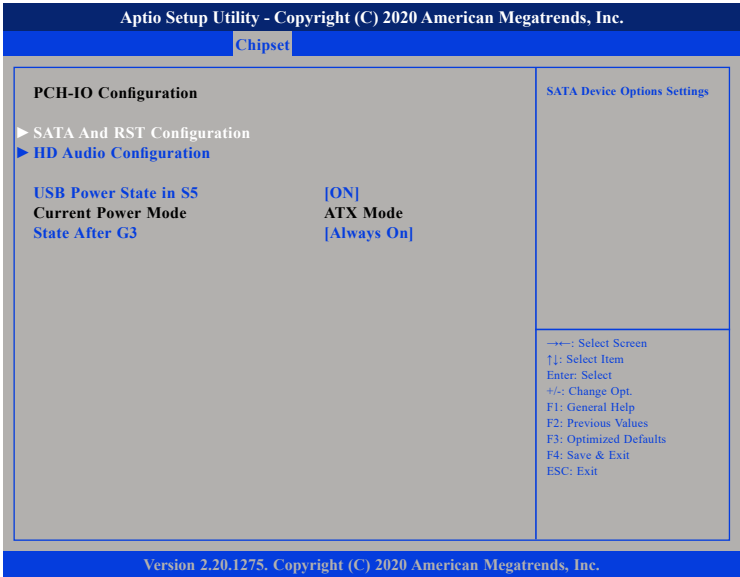 Aptio Setup Utility - Copyright (C) 2020 American Megatrends, Inc.
Chipset
PCH-IO Configuration
SATA Device Options Settings
► SATA And RST Configuration
► HD Audio Configuration
USB Power State in S5 [ON]
Current Power Mode ATX Mode
State After G3 [Always On]
→←: Select Screen
↑↓: Select Item
Enter: Select
+/-: Change Opt.
F1: General Help
F2: Previous Values
F3: Optimized Defaults
F4: Save & Exit
ESC: Exit
Version 2.20.1275. Copyright (C) 2020 American Megatrends, Inc.